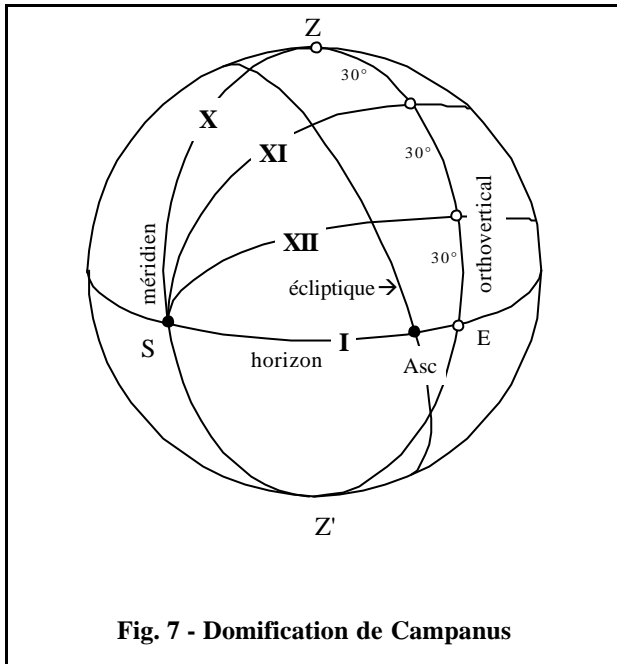 Z
30°
X
XI
30°
XII
30°
méridien
orthovertical
écliptique→
S
I
E
horizon
Asc
Z'
Fig. 7 - Domification de Campanus